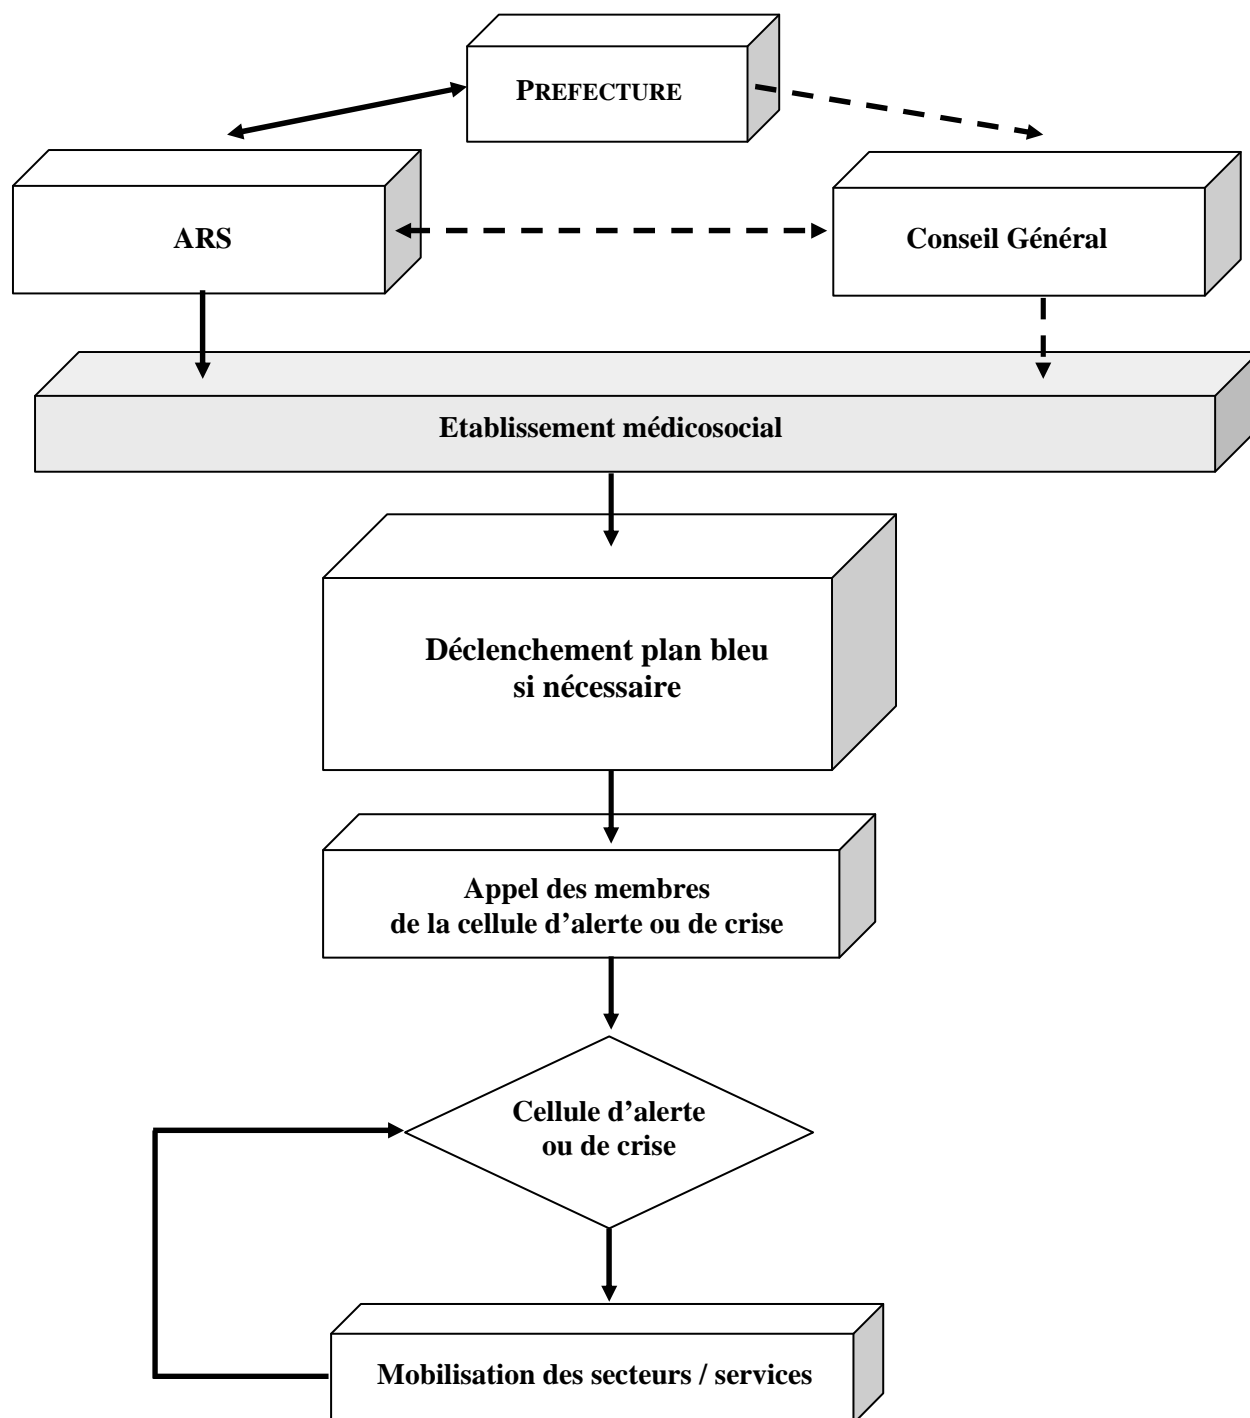 PREFECTURE
ARS
Conseil Général
Etablissement médicosocial
Déclenchement plan bleu
si nécessaire
Appel des membres
de la cellule d’alerte ou de crise
Cellule d’alerte
ou de crise
Mobilisation des secteurs / services